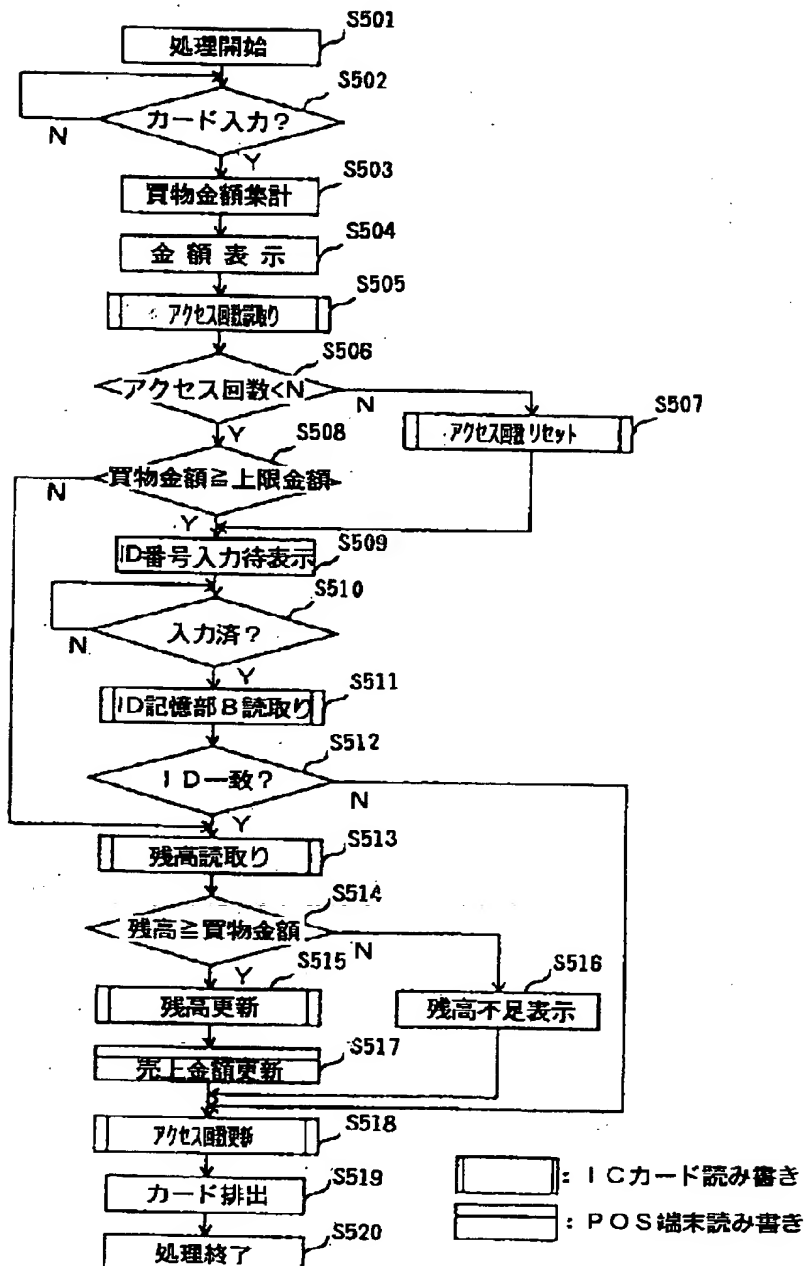 S501
処理開始
S502
カード入力?
N
Y
S503
買物金額集計
S504
金額表示
S505
アクセス回数読取り
S506
アクセス回数<N
N
Y
S507
アクセス回数リセット
S508
買物金額≧上限金額
N
Y
S509
ID番号入力待表示
S510
入力済?
N
Y
S511
ID記憶部B読取り
S512
ID一致?
N
Y
S513
残高読取り
S514
残高≧買物金額
N
Y
S515
残高更新
S516
残高不足表示
S517
売上金額更新
S518
アクセス回数更新
S519
カード排出
S520
処理終了
:ICカード読み書き
:POS端末読み書き